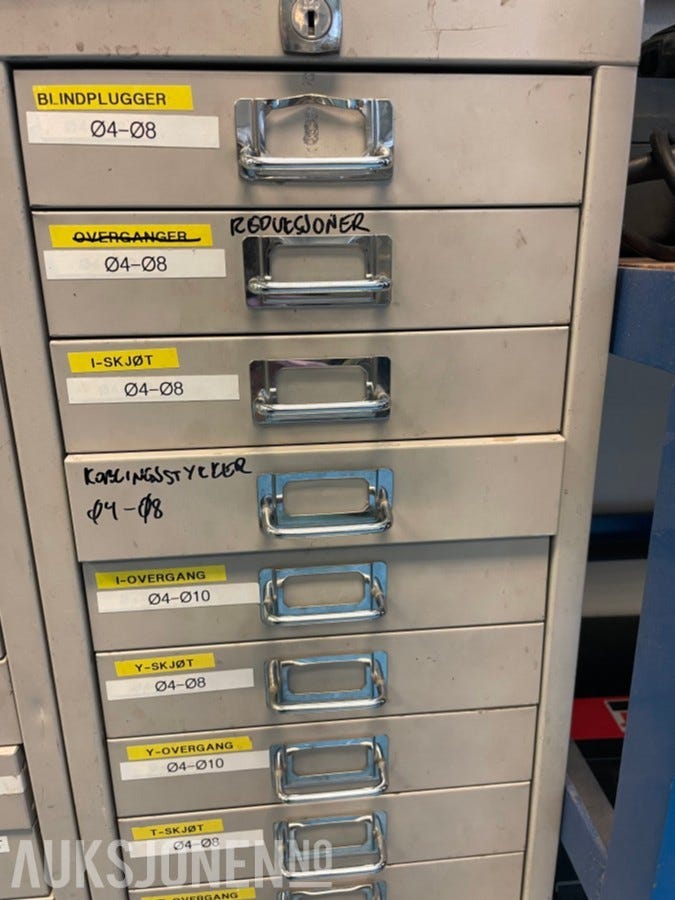 BLINDPLUGGER
Ø4-Ø8
OVERGANGER REDUKSJONER
Ø4-Ø8
I-SKJØT
Ø4-Ø8
KOBLINGSSTYKKER
Ø4-Ø8
I-OVERGANG
Ø4-Ø10
Y-SKJØT
Ø4-Ø8
Y-OVERGANG
Ø4-Ø10
T-SKJØT
Ø4-Ø8
AUKSJONEN.NO
OVERGANG